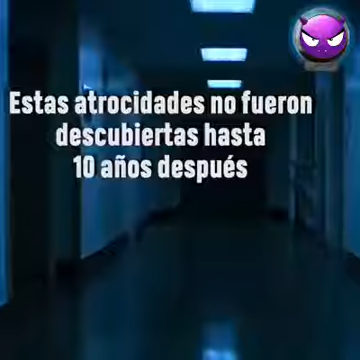 Estas atrocidades no fueron
descubiertas hasta
10 años después